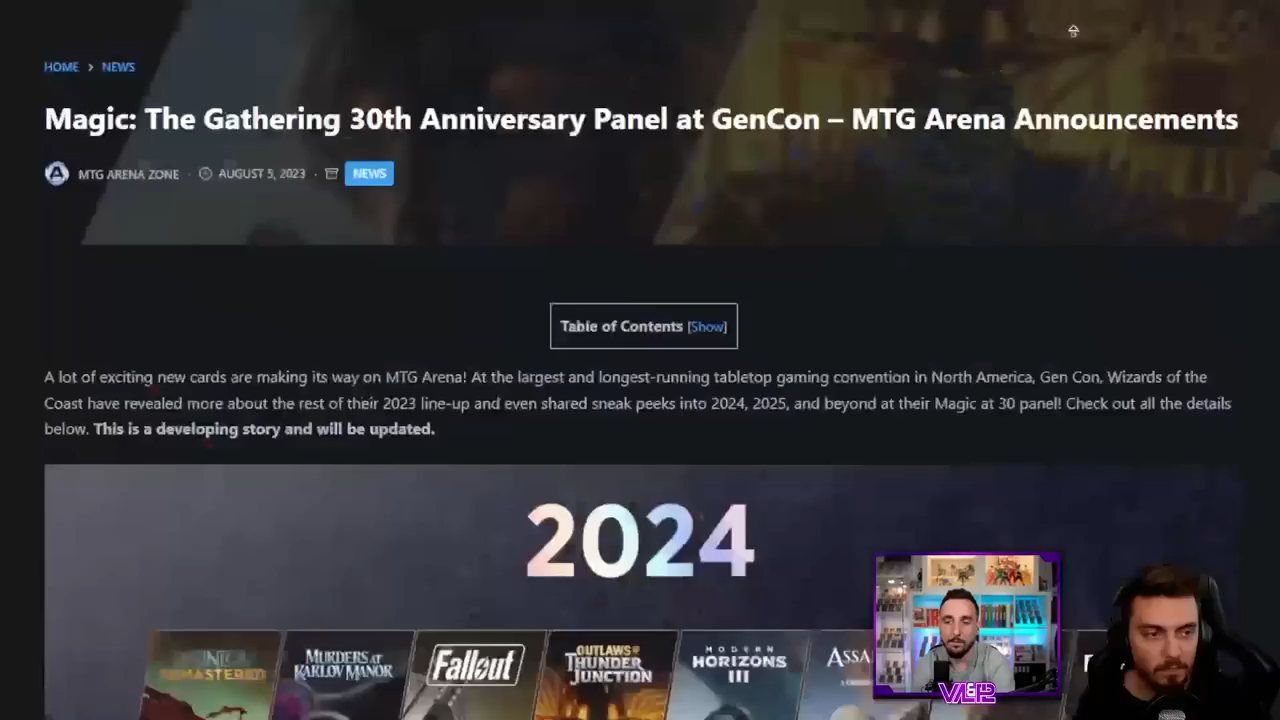 HOME > NEWS
Magic: The Gathering 30th Anniversary Panel at GenCon – MTG Arena Announcements
MTG ARENA ZONE · AUGUST 5, 2023 · NEWS
Table of Contents [Show]
A lot of exciting new cards are making its way on MTG Arena! At the largest and longest-running tabletop gaming convention in North America, Gen Con, Wizards of the
Coast have revealed more about the rest of their 2023 line-up and even shared sneak peeks into 2024, 2025, and beyond at their Magic at 30 panel! Check out all the details
below. This is a developing story and will be updated.
2024
REMASTERED
MURDERS AT
KARLOV MANOR
Fallout
OUTLAWS OF
THUNDER
JUNCTION
MODERN
HORIZONS
III
ASSA